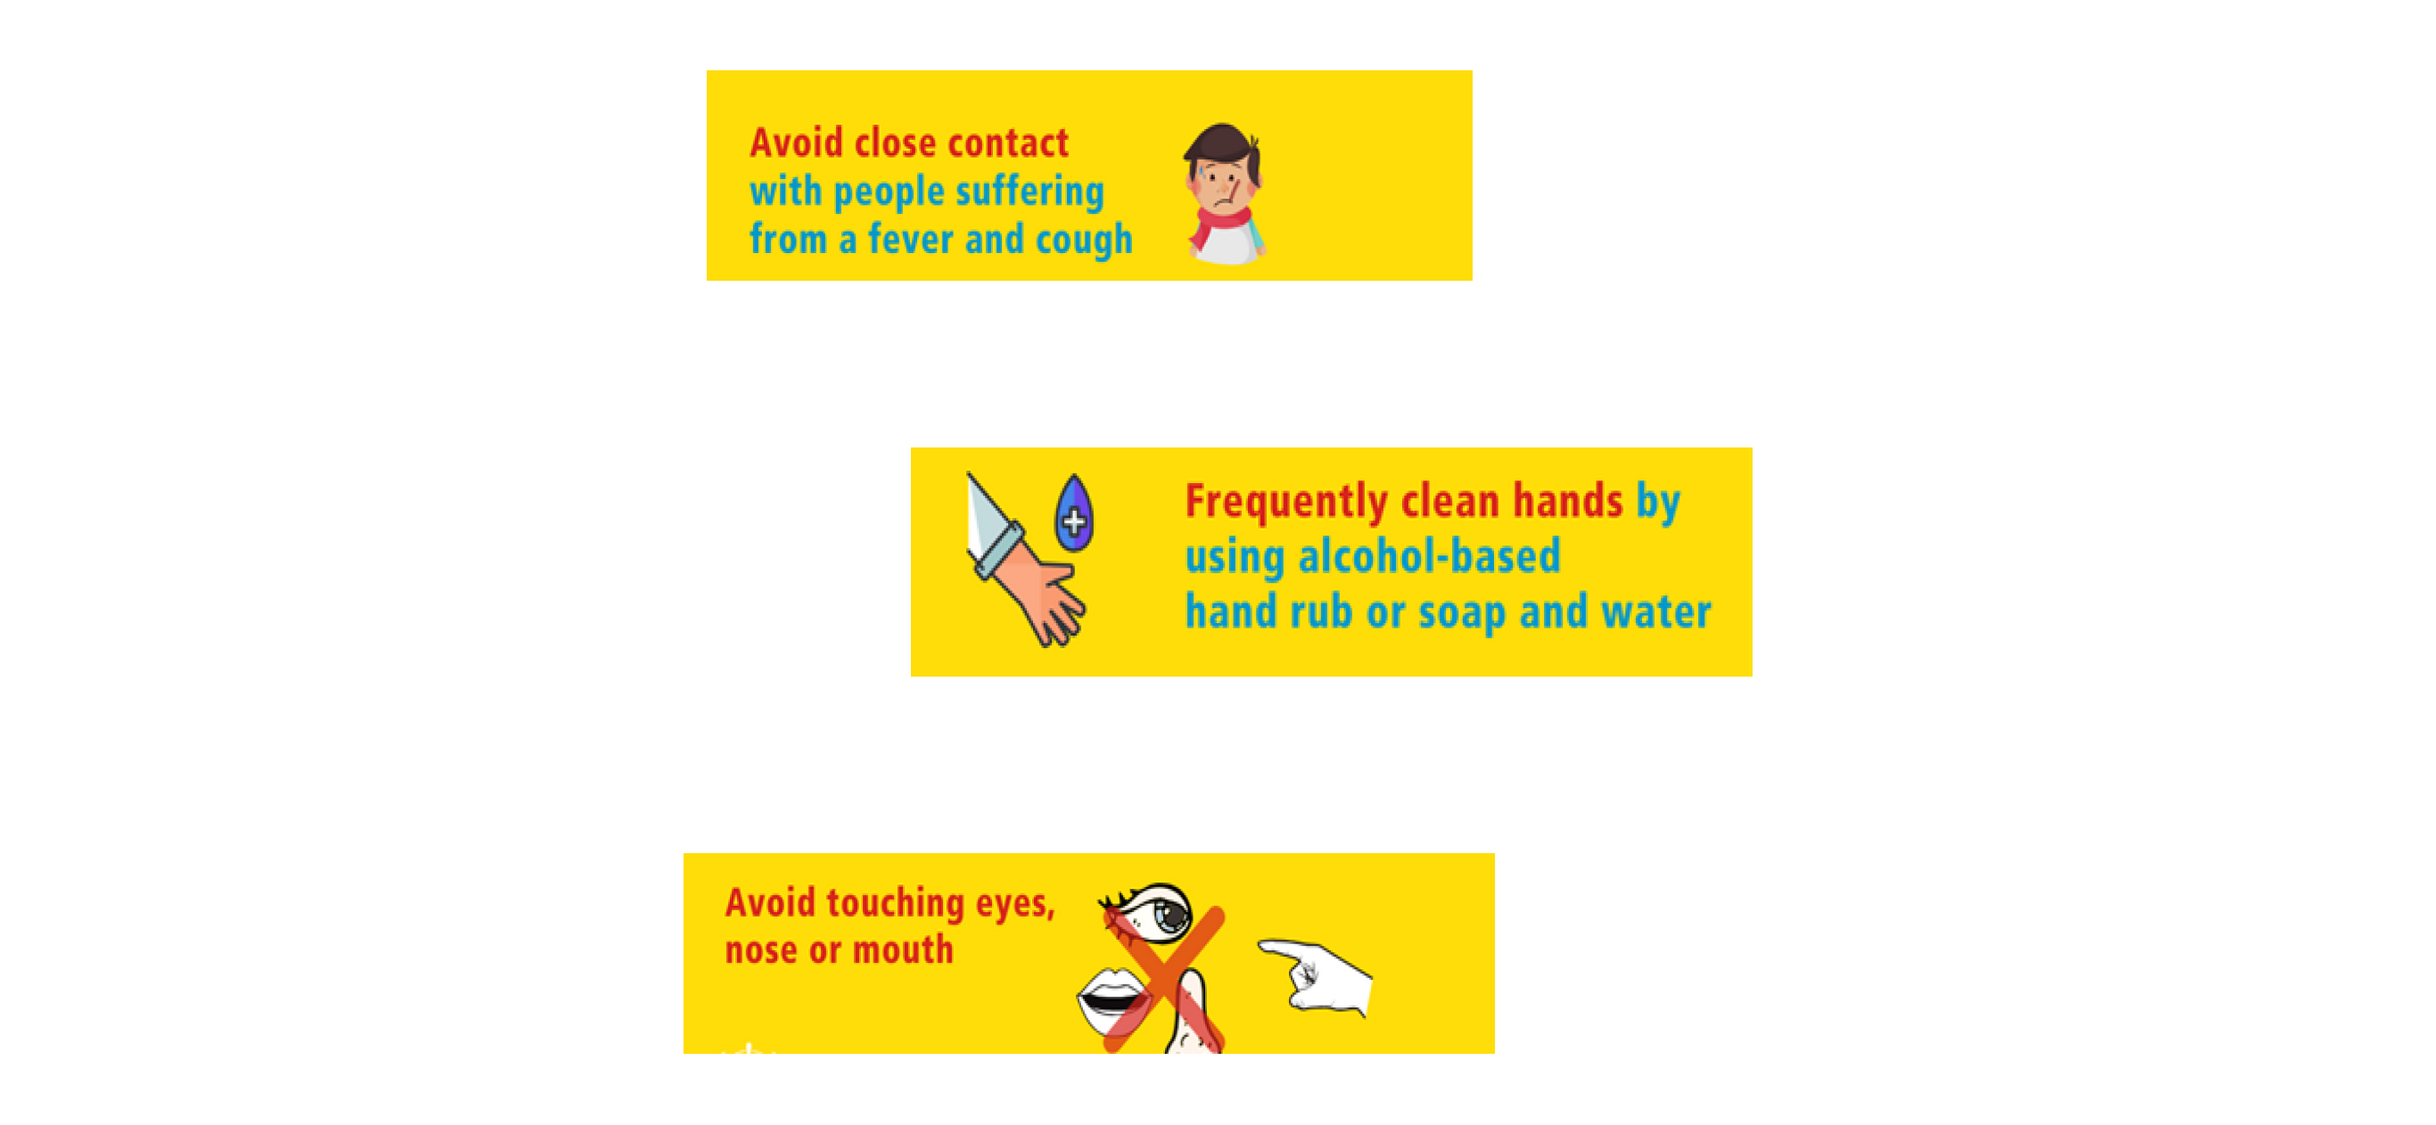 Avoid close contact
with people suffering
from a fever and cough
Frequently clean hands by
using alcohol-based
hand rub or soap and water
Avoid touching eyes,
nose or mouth